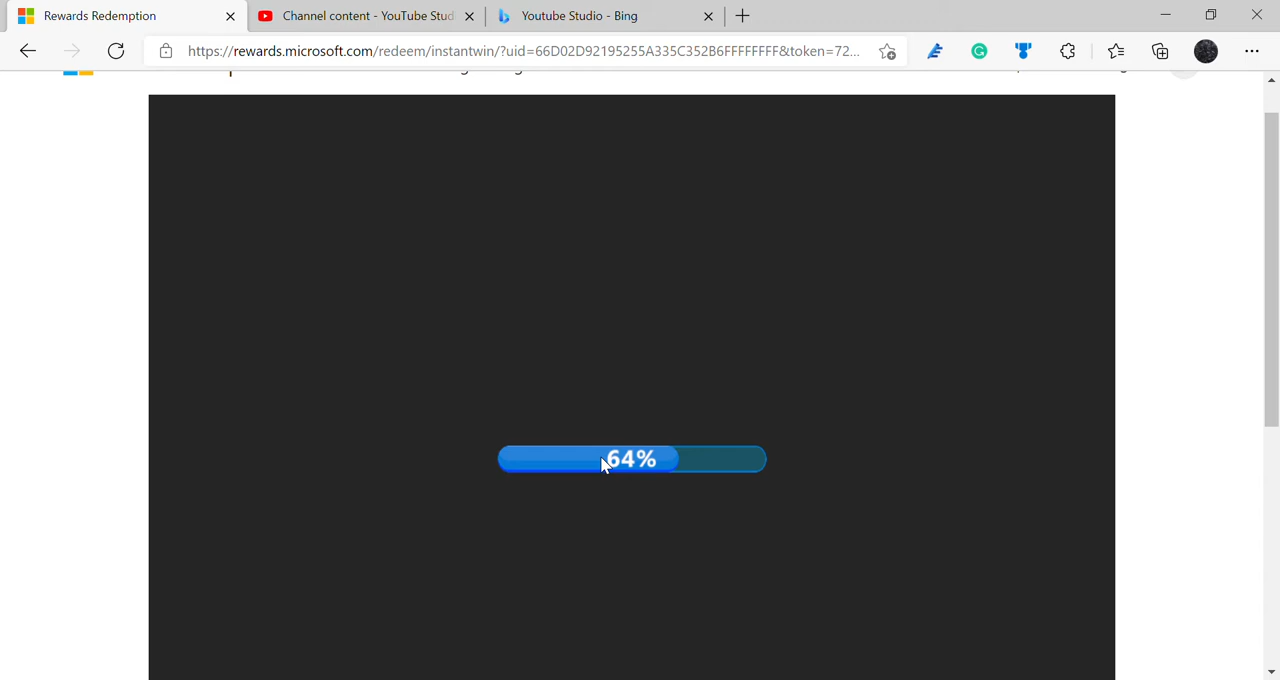 Rewards Redemption
Channel content - YouTube Stud
Youtube Studio - Bing
https://rewards.microsoft.com/redeem/instantwin/?uid=66D02D92195255A335C352B6FFFFFFFF&token=72...
64%